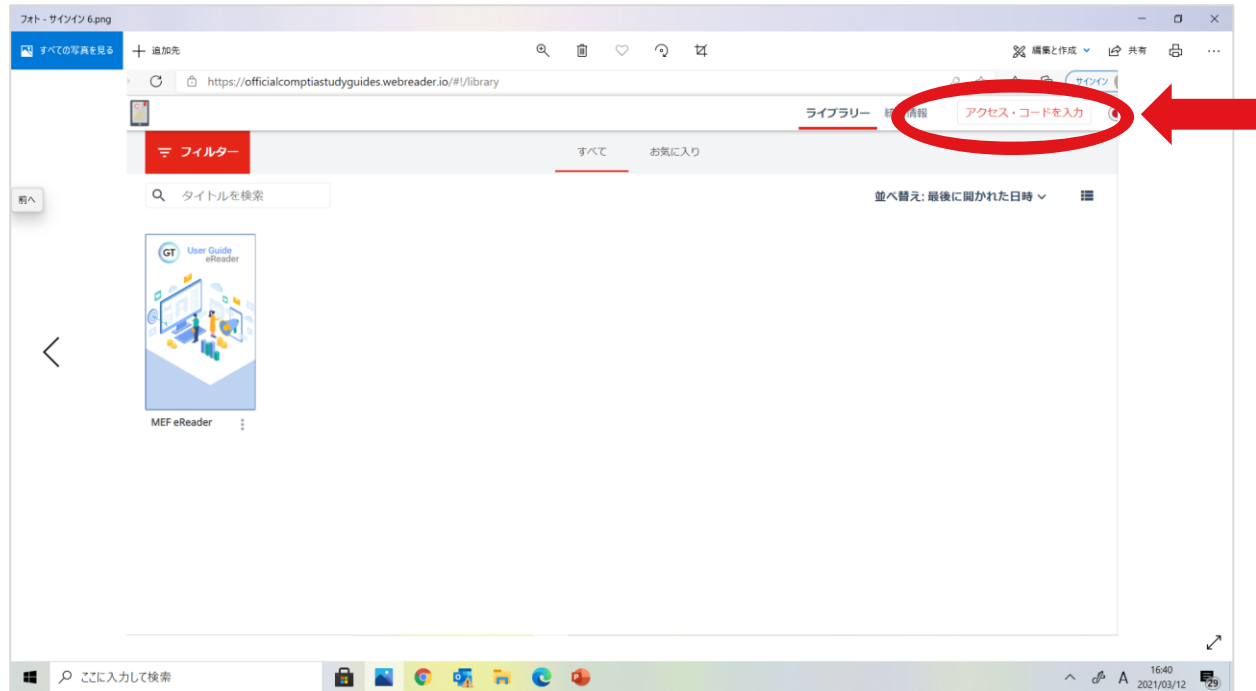 フォト - サインイン 6.png
すべての写真を見る
追加先
編集と作成
共有
https://officialcomptiastudyguides.webreader.io/#!/library
サインイン
ライブラリー
情報
アクセス・コードを入力
フィルター
すべて
お気に入り
前へ
タイトルを検索
並べ替え: 最後に開かれた日時
GT
User Guide
eReader
MEF eReader
ここに入力して検索
A
16:40
2021/03/12
29